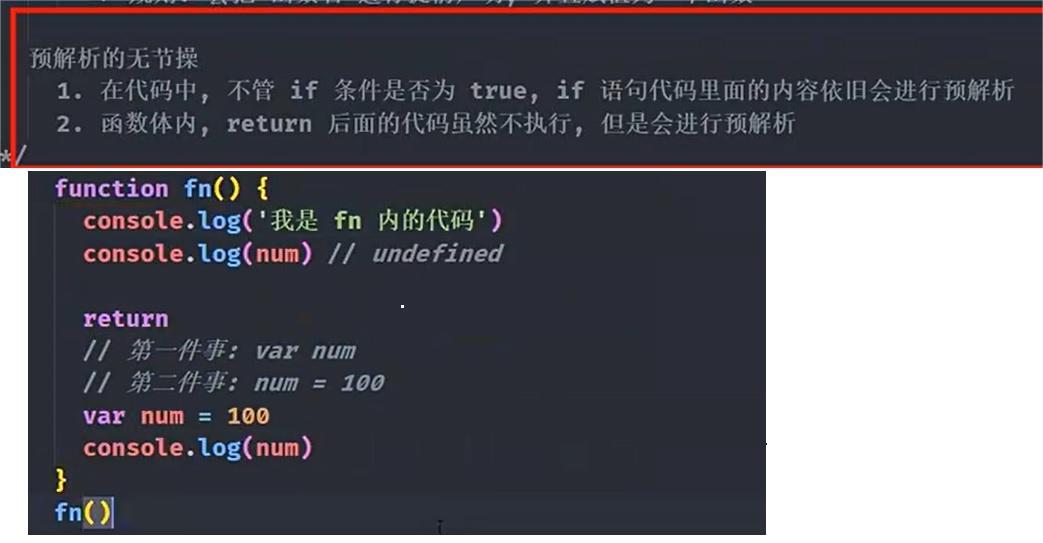 预解析的无节操
1. 在代码中, 不管 if 条件是否为 true, if 语句代码里面的内容依旧会进行预解析
2. 函数体内, return 后面的代码虽然不执行, 但是会进行预解析
*/
function fn() {
console.log('我是 fn 内的代码')
console.log(num) // undefined
return
// 第一件事: var num
// 第二件事: num = 100
var num = 100
console.log(num)
}
fn()